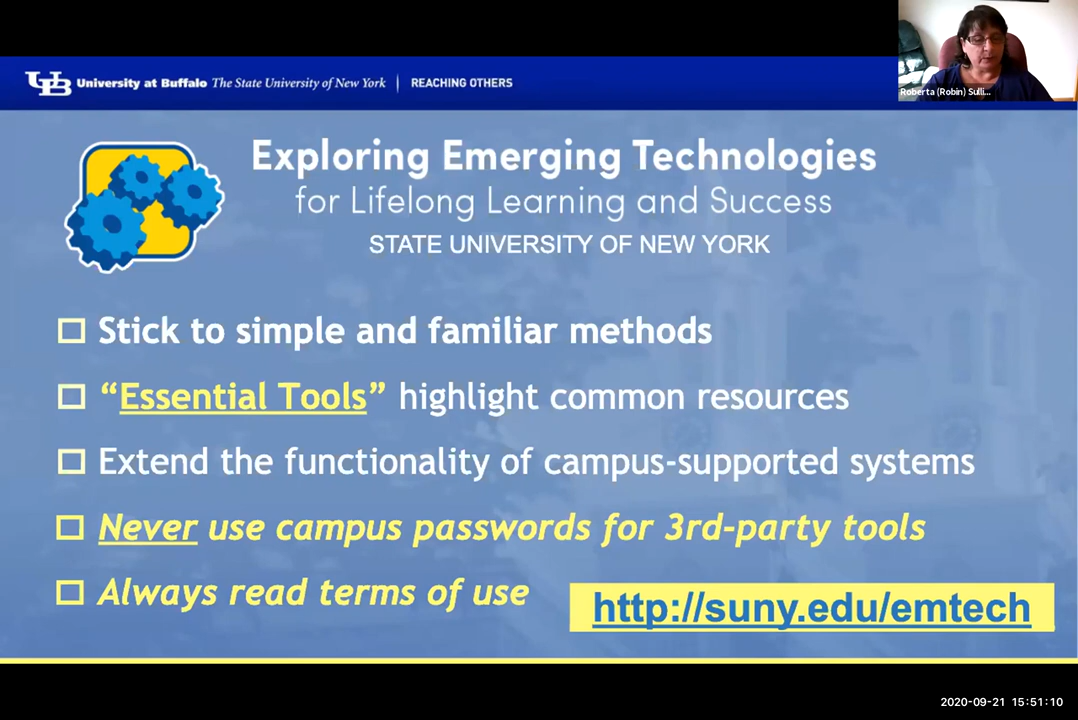 UB University at Buffalo The State University of New York | REACHING OTHERS
Roberta (Robin) Sulli...
Exploring Emerging Technologies
for Lifelong Learning and Success
STATE UNIVERSITY OF NEW YORK
Stick to simple and familiar methods
“Essential Tools” highlight common resources
Extend the functionality of campus-supported systems
Never use campus passwords for 3rd-party tools
Always read terms of use
http://suny.edu/emtech
2020-09-21 15:51:10